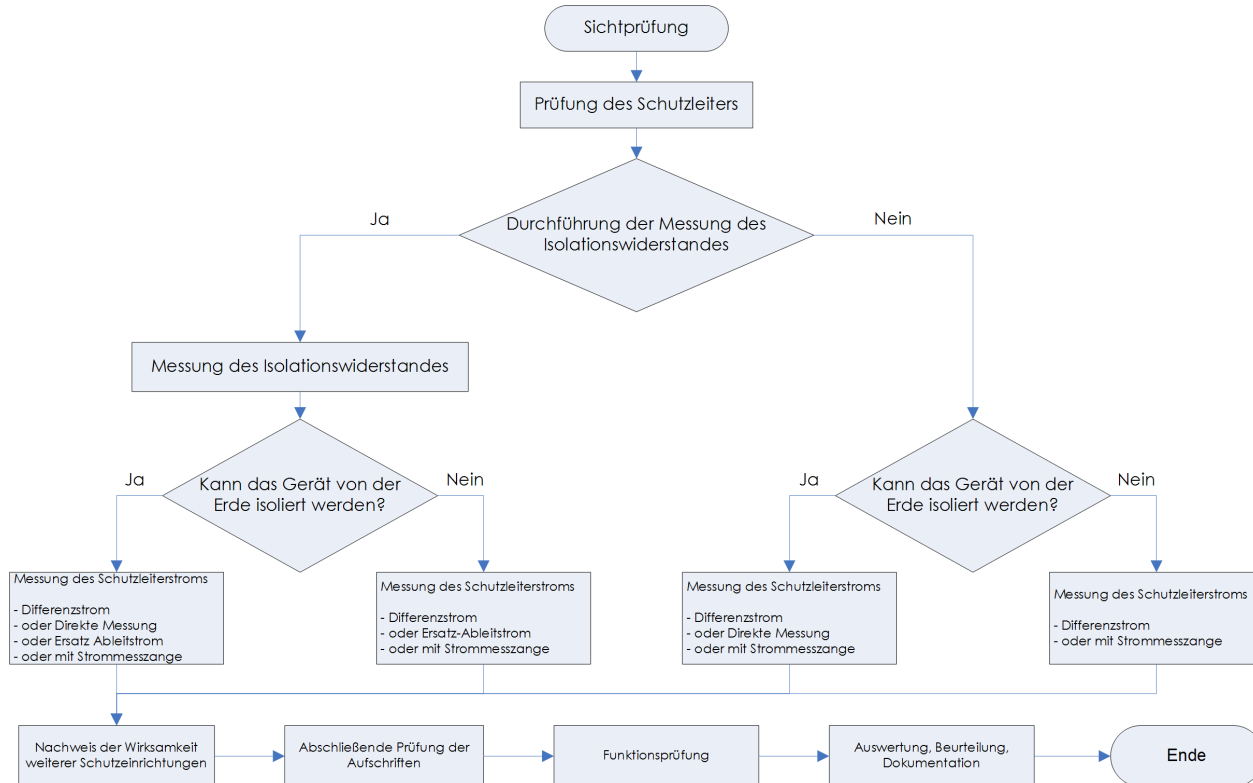 Sichtprüfung
Prüfung des Schutzleiters
Durchführung der Messung des
Isolationswiderstandes
Ja
Nein
Messung des Isolationswiderstandes
Kann das Gerät von der
Erde isoliert werden?
Ja
Nein
Kann das Gerät von der
Erde isoliert werden?
Ja
Nein
Messung des Schutzleiterstroms
- Differenzstrom
- oder Direkte Messung
- oder Ersatz Ableitstrom
- oder mit Strommesszange
Messung des Schutzleiterstroms
- Differenzstrom
- oder Ersatz-Ableitstrom
- oder mit Strommesszange
Messung des Schutzleiterstroms
- Differenzstrom
- oder Direkte Messung
- oder mit Strommesszange
Messung des Schutzleiterstroms
- Differenzstrom
- oder mit Strommesszange
Nachweis der Wirksamkeit
weiterer Schutzeinrichtungen
Abschließende Prüfung der
Aufschriften
Funktionsprüfung
Auswertung, Beurteilung,
Dokumentation
Ende